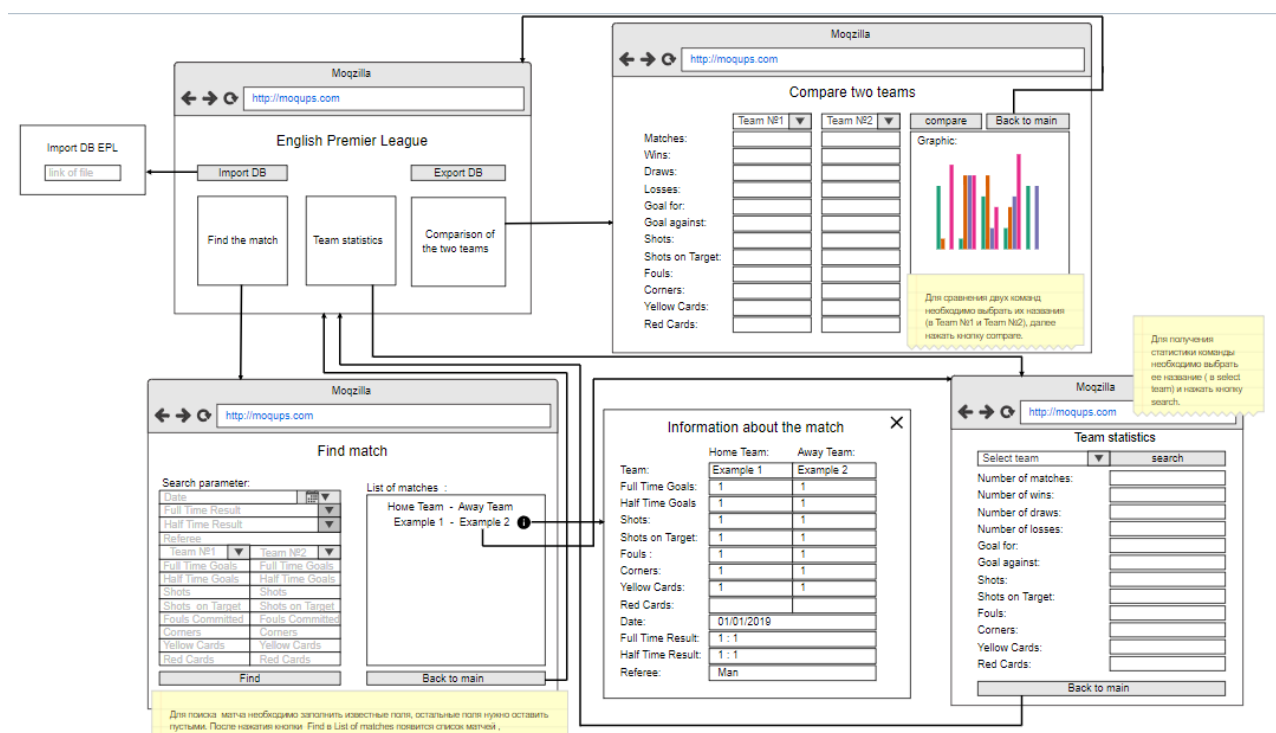 Moqzilla
http://moqups.com
English Premier League
Import DB
Export DB
Find the match
Team statistics
Comparison of
the two teams
Import DB EPL
link of file
Moqzilla
http://moqups.com
Compare two teams
Team №1
Team №2
compare
Back to main
Matches:
Wins:
Draws:
Losses:
Goal for:
Goal against:
Shots:
Shots on Target:
Fouls:
Corners:
Yellow Cards:
Red Cards:
Graphic:
Для сравнения двух команд
необходимо выбрать их названия
(в Team №1 и Team №2), далее
нажать кнопку compare.
Moqzilla
http://moqups.com
Find match
Search parameter:
Date
Full Time Result
Half Time Result
Referee
Team №1 Team №2
Full Time Goals Full Time Goals
Half Time Goals Half Time Goals
Shots Shots
Shots on Target Shots on Target
Fouls Committed Fouls Committed
Corners Corners
Yellow Cards Yellow Cards
Red Cards Red Cards
Find
List of matches :
Home Team - Away Team
Example 1 - Example 2
Back to main
Для поиска матча необходимо заполнить известные поля, остальные поля нужно оставить
пустыми. После нажатия кнопки Find в List of matches появится список матчей ,
Information about the match
Home Team: Away Team:
Team: Example 1 Example 2
Full Time Goals: 1 1
Half Time Goals 1 1
Shots: 1 1
Shots on Target: 1 1
Fouls : 1 1
Corners: 1 1
Yellow Cards: 1 1
Red Cards:
Date: 01/01/2019
Full Time Result: 1 : 1
Half Time Result: 1 : 1
Referee: Man
Moqzilla
http://moqups.com
Team statistics
Select team
search
Number of matches:
Number of wins:
Number of draws:
Number of losses:
Goal for:
Goal against:
Shots:
Shots on Target:
Fouls:
Corners:
Yellow Cards:
Red Cards:
Back to main
Для получения
статистики команды
необходимо выбрать
ее название ( в select
team) и нажать кнопку
search.